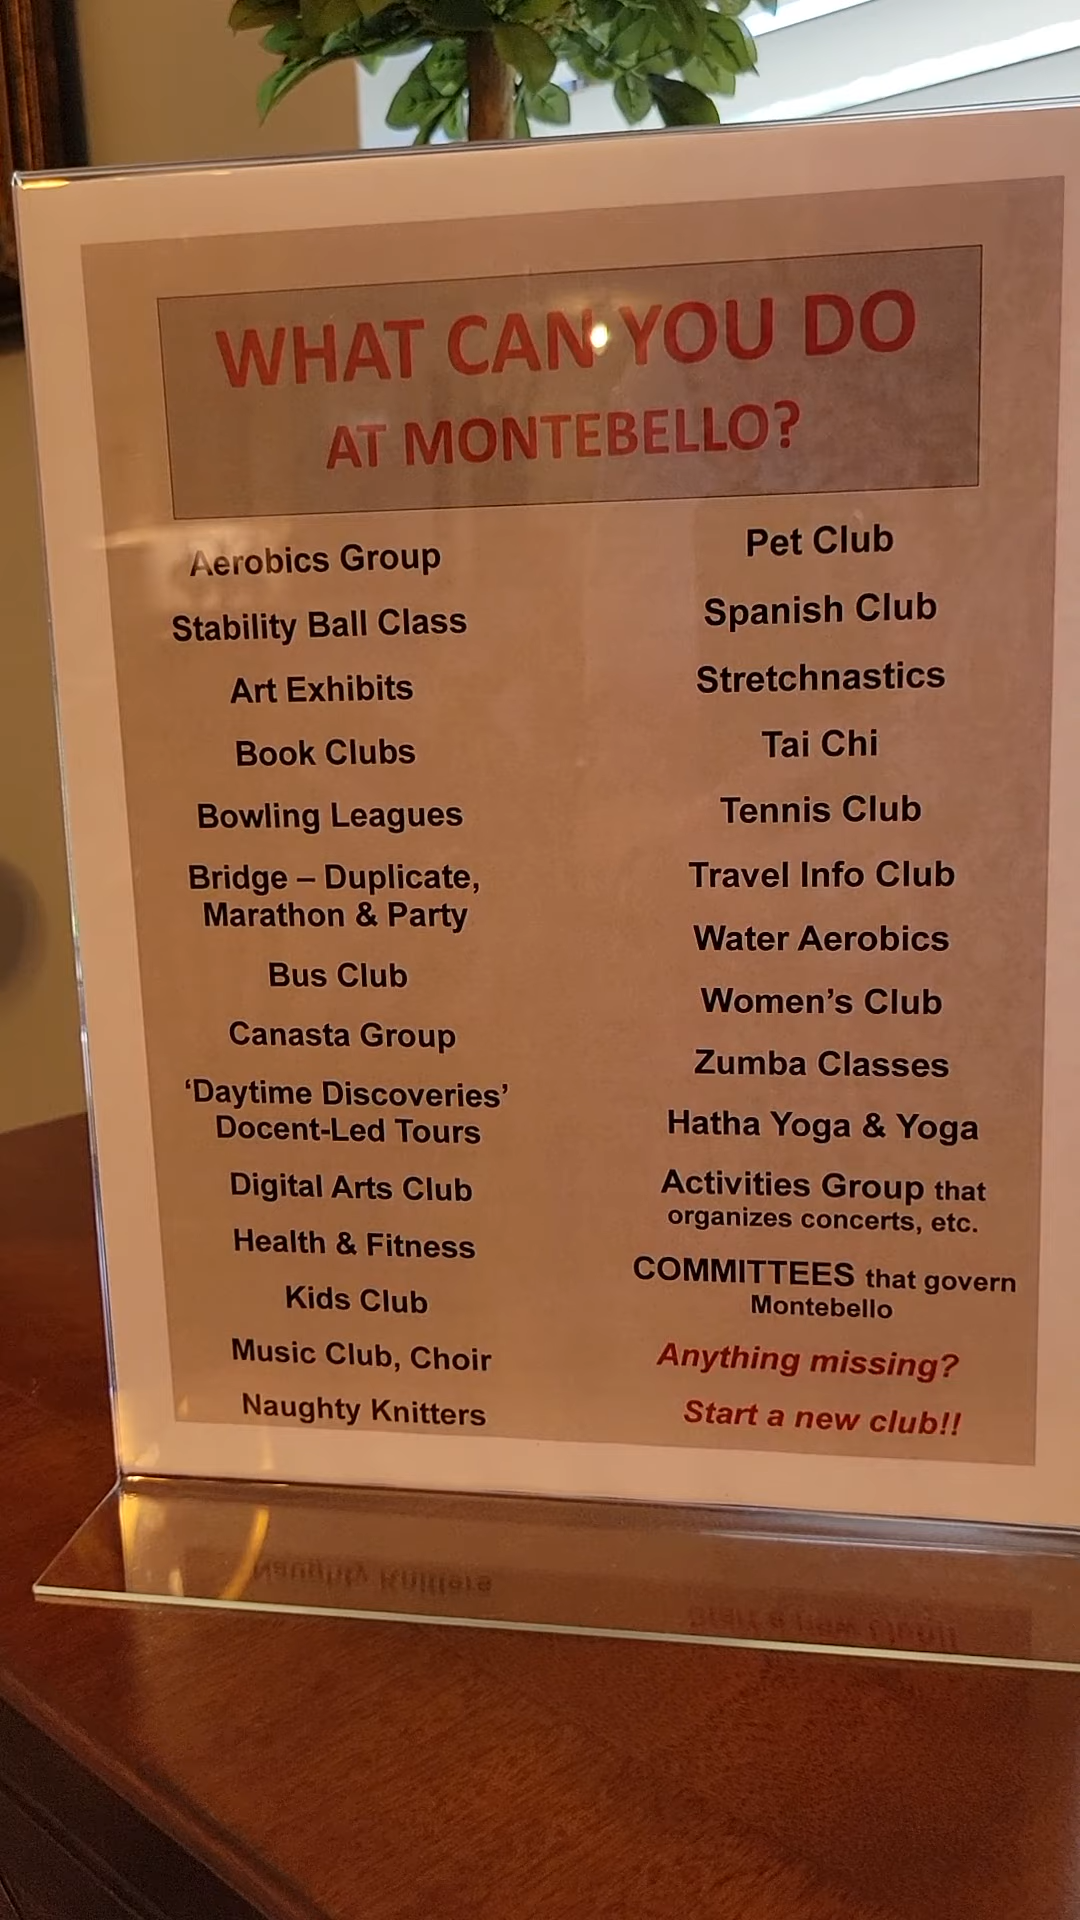 WHAT CAN YOU DO
AT MONTEBELLO?
Aerobics Group
Stability Ball Class
Art Exhibits
Book Clubs
Bowling Leagues
Bridge – Duplicate,
Marathon & Party
Bus Club
Canasta Group
‘Daytime Discoveries’
Docent-Led Tours
Digital Arts Club
Health & Fitness
Kids Club
Music Club, Choir
Naughty Knitters
Pet Club
Spanish Club
Stretchnastics
Tai Chi
Tennis Club
Travel Info Club
Water Aerobics
Women’s Club
Zumba Classes
Hatha Yoga & Yoga
Activities Group that
organizes concerts, etc.
COMMITTEES that govern
Montebello
Anything missing?
Start a new club!!